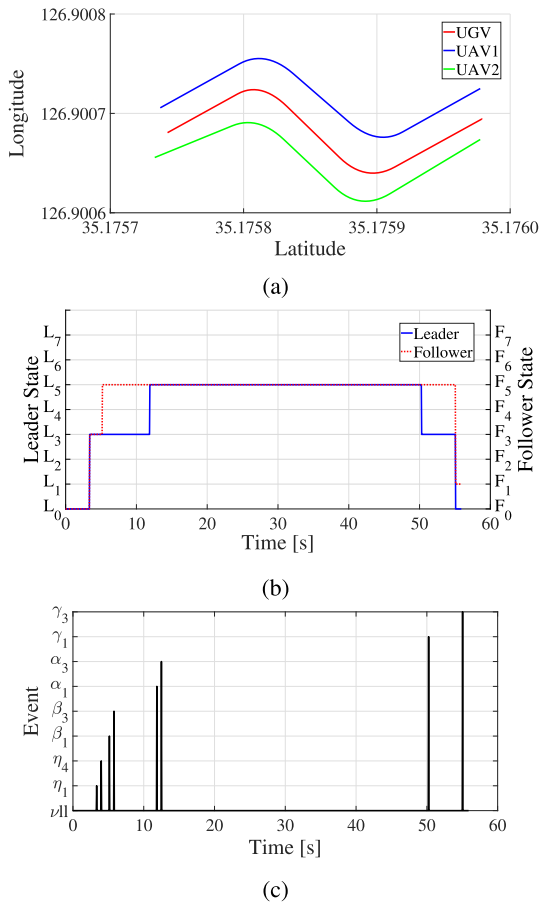 126.9008
UGV
UAV1
UAV2
Longitude
126.9007
126.9006
35.1757 35.1758 35.1759 35.1760
Latitude
(a)
Leader
Follower
L7 F7
L6 F6
L5 F5
L4 F4
L3 F3
L2 F2
L1 F1
L0 F0
Leader State
Follower State
0 10 20 30 40 50 60
Time [s]
(b)
γ3
γ1
α3
α1
β3
β1
η4
η1
νll
Event
0 10 20 30 40 50 60
Time [s]
(c)